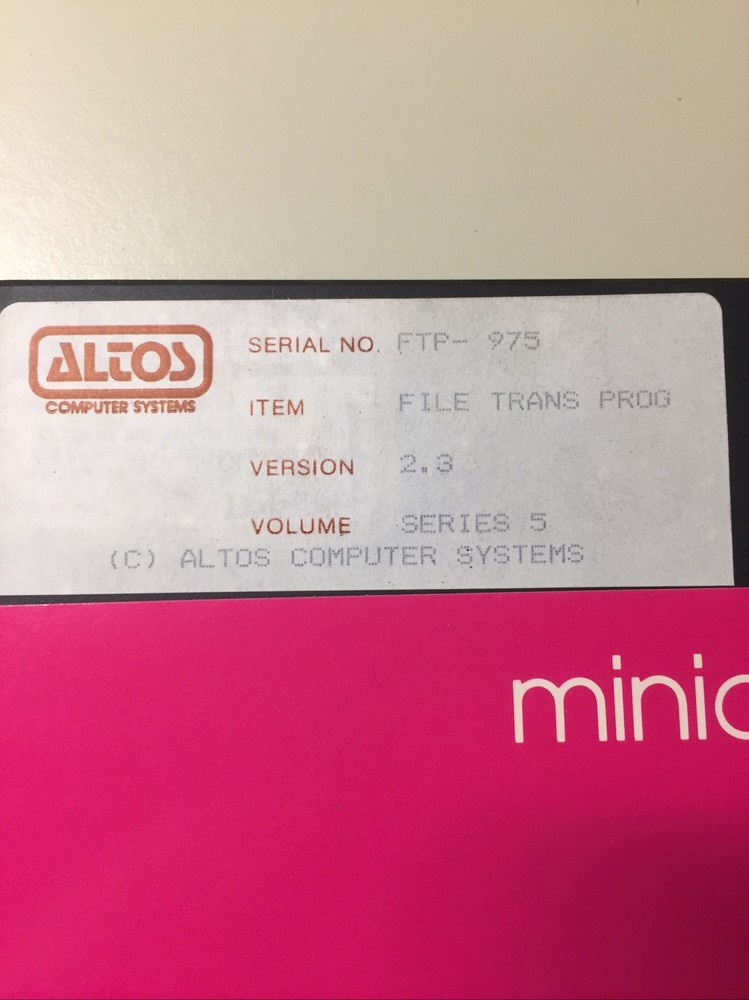 ALTOS
COMPUTER SYSTEMS
SERIAL NO. FTP- 975
ITEM FILE TRANS PROG
VERSION 2.3
VOLUME SERIES 5
(C) ALTOS COMPUTER SYSTEMS